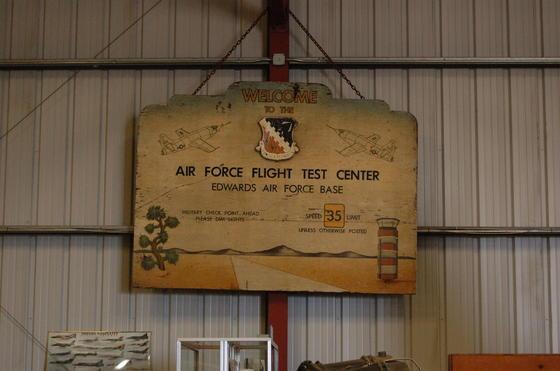 WELCOME
TO THE
AIR FORCE FLIGHT TEST CENTER
EDWARDS AIR FORCE BASE
MILITARY CHECK POINT AHEAD
PLEASE DIM LIGHTS
SPEED 35 LIMIT
UNLESS OTHERWISE POSTED